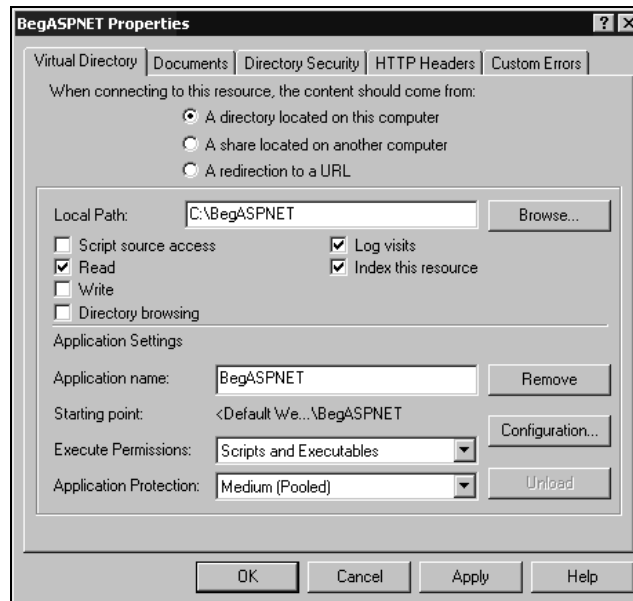 BegASPNET Properties
Virtual Directory Documents Directory Security HTTP Headers Custom Errors
When connecting to this resource, the content should come from:
A directory located on this computer
A share located on another computer
A redirection to a URL
Local Path: C:\BegASPNET Browse...
Script source access Log visits
Read Index this resource
Write
Directory browsing
Application Settings
Application name: BegASPNET Remove
Starting point: <Default We...\BegASPNET
Configuration...
Execute Permissions: Scripts and Executables
Application Protection: Medium (Pooled) Unload
OK Cancel Apply Help